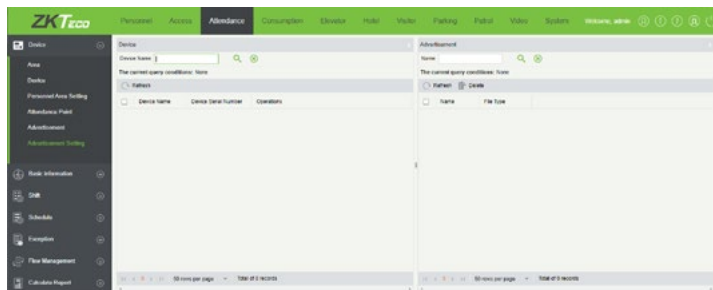 ZKTECO
Personnel Access Attendance Consumption Elevator Hotel Visitor Parking Patrol Video System Welcome, admin
Device
Area
Device
Personnel Area Setting
Attendance Point
Advertisement
Advertisement Setting
Basic Information
Shift
Schedule
Exception
Flow Management
Calculate Report
Device
Device Name
The current query conditions: None
Refresh
Device Name Device Serial Number Operations
50 rows per page Total of 0 records
Advertisement
Name
The current query conditions: None
Refresh Delete
Name File Type
50 rows per page Total of 0 records